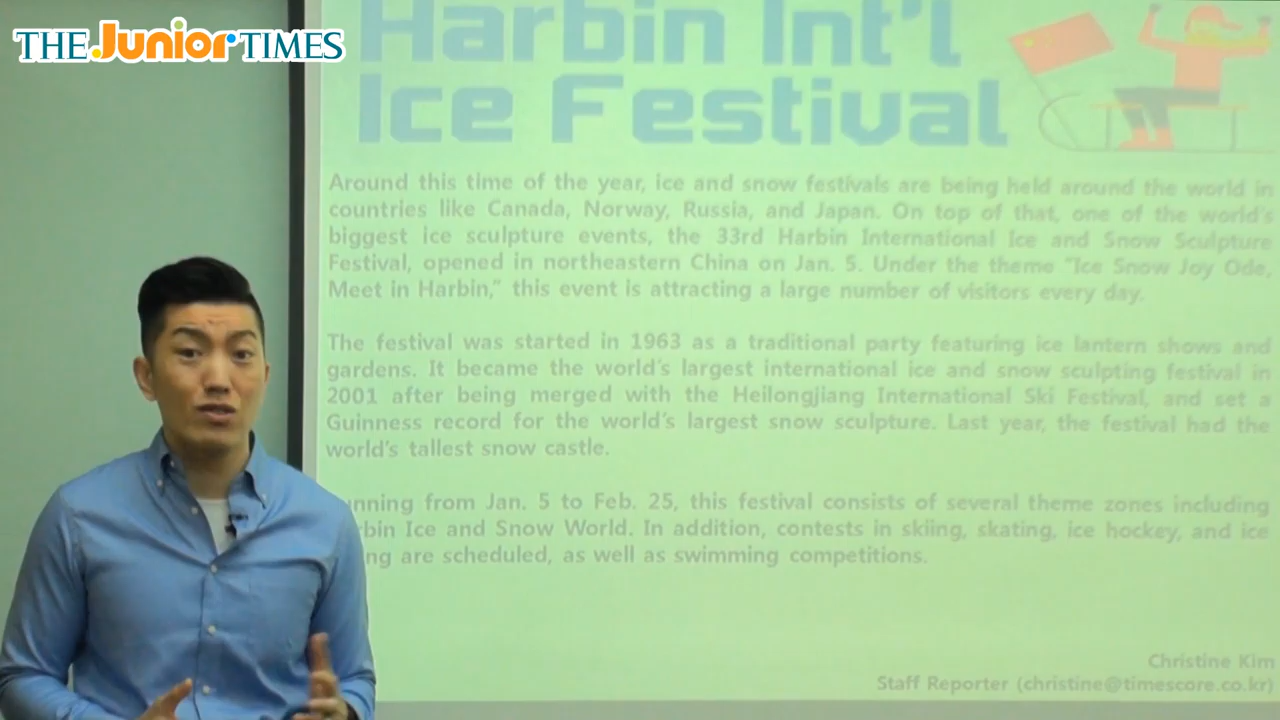 THE Junior TIMES
Harbin Int'l
Ice Festival
Around this time of the year, ice and snow festivals are being held around the world in
countries like Canada, Norway, Russia, and Japan. On top of that, one of the world's
biggest ice sculpture events, the 33rd Harbin International Ice and Snow Sculpture
Festival, opened in northeastern China on Jan. 5. Under the theme “Ice Snow Joy Ode,
Meet in Harbin,” this event is attracting a large number of visitors every day.
The festival was started in 1963 as a traditional party featuring ice lantern shows and
gardens. It became the world's largest international ice and snow sculpting festival in
2001 after being merged with the Heilongjiang International Ski Festival, and set a
Guinness record for the world's largest snow sculpture. Last year, the festival had the
world's tallest snow castle.
from Jan. 5 to Feb. 25, this festival consists of several theme zones including
Ice and Snow World. In addition, contests in skiing, skating, ice hockey, and ice
are scheduled, as well as swimming competitions.
Christine Kim
Staff Reporter (christine@timescore.co.kr)